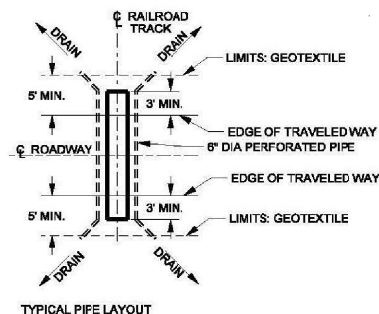 ℄ RAILROAD
TRACK
DRAIN
DRAIN
LIMITS: GEOTEXTILE
5' MIN.
3' MIN.
EDGE OF TRAVELED WAY
℄ ROADWAY
6" DIA PERFORATED PIPE
EDGE OF TRAVELED WAY
5' MIN.
3' MIN.
LIMITS: GEOTEXTILE
DRAIN
DRAIN
TYPICAL PIPE LAYOUT